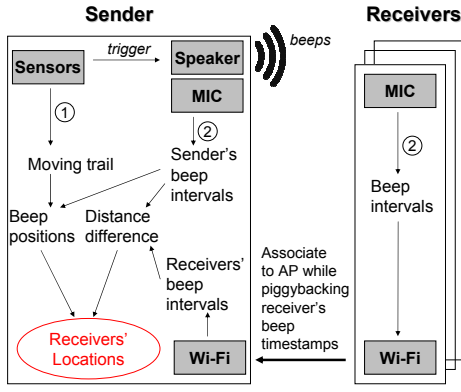 Sender
Receivers
Sensors
trigger
Speaker
beeps
MIC
MIC
1
2
2
Moving trail
Sender's
beep
intervals
Beep
intervals
Beep
positions
Distance
difference
Receivers'
beep
intervals
Associate
to AP while
piggybacking
receiver's
beep
timestamps
Receivers'
Locations
Wi-Fi
Wi-Fi